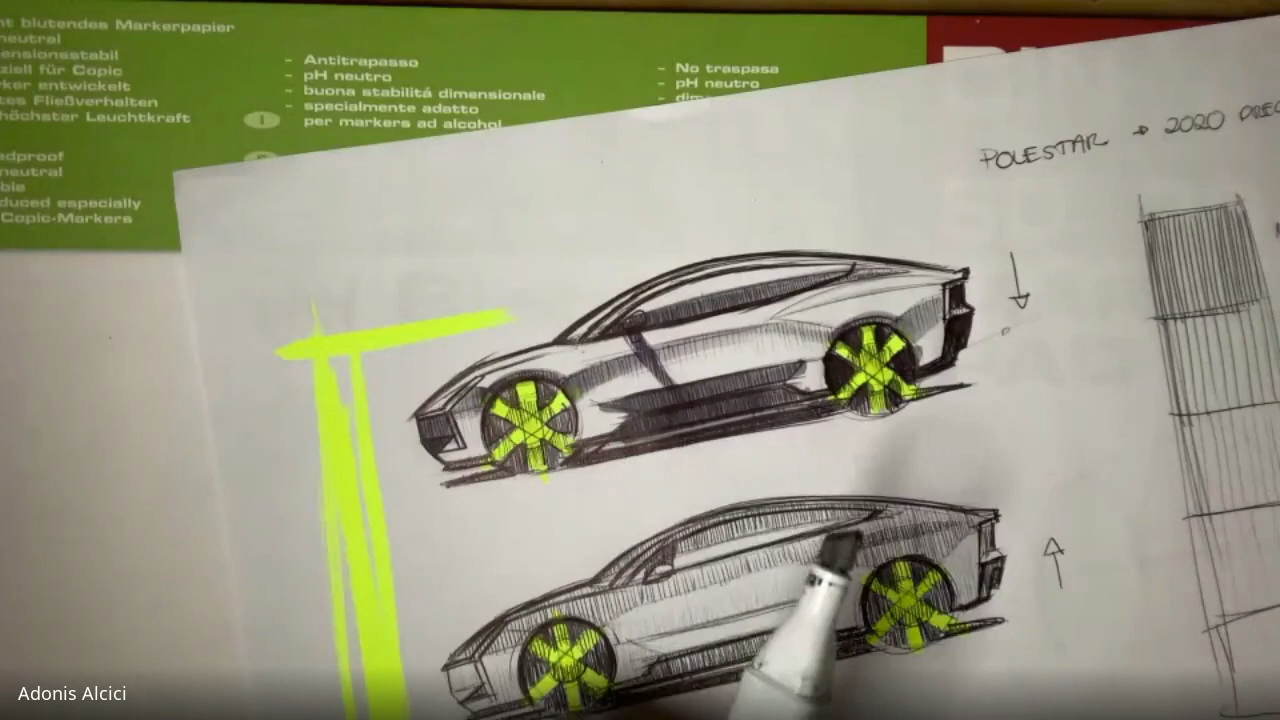 nt blutendes Markerpapier
neutral
ensionsstabil
ziell für Copic
rker entwickelt
tes Fließverhalten
höchster Leuchtkraft
edproof
neutral
ble
duced especially
Copic-Markers
- Antitrapasso
- pH neutro
- buona stabilitá dimensionale
- specialmente adatto
I
per markers ad alcohol
- No traspasa
- pH neutro
POLESTAR → 2020 PREC
Adonis Alcici